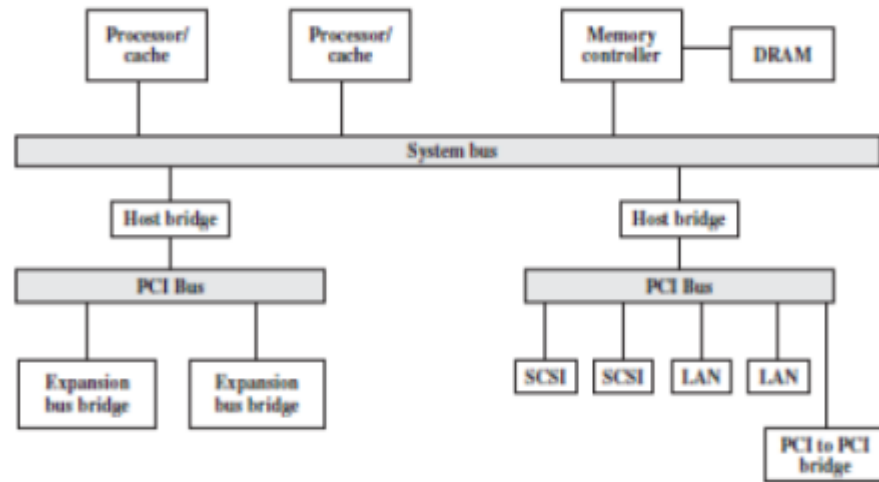 Processor/
cache
Processor/
cache
Memory
controller
DRAM
System bus
Host bridge
Host bridge
PCI Bus
PCI Bus
Expansion
bus bridge
Expansion
bus bridge
SCSI
SCSI
LAN
LAN
PCI to PCI
bridge